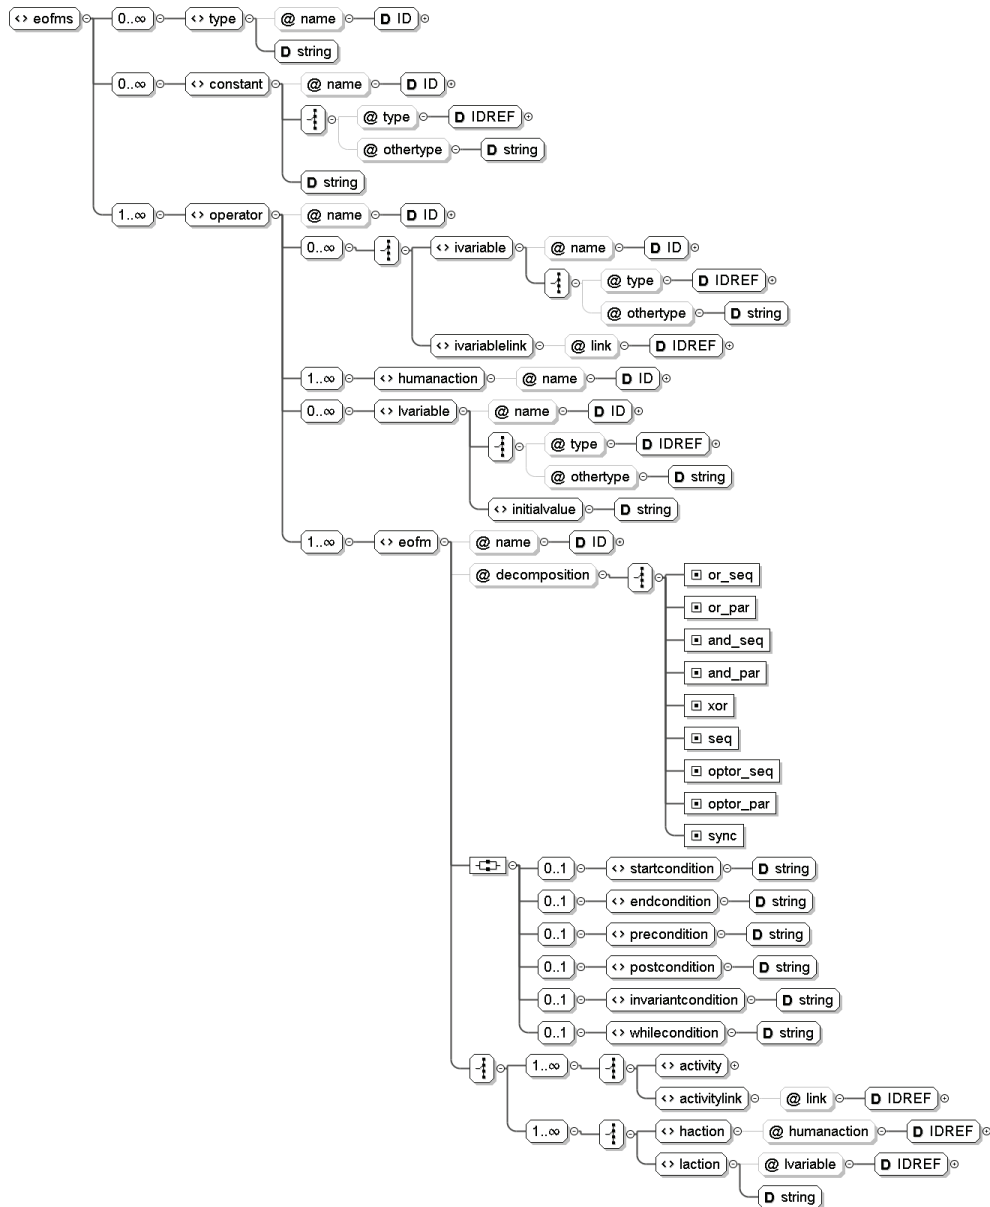 <> eofms 0..∞ <> type @ name D ID
D string
0..∞ <> constant @ name D ID
@ type D IDREF
@ othertype D string
D string
1..∞ <> operator @ name D ID
0..∞ <> ivariable @ name D ID
@ type D IDREF
@ othertype D string
<> ivariablelink @ link D IDREF
1..∞ <> humanaction @ name D ID
0..∞ <> lvariable @ name D ID
@ type D IDREF
@ othertype D string
<> initialvalue D string
1..∞ <> eofm @ name D ID
@ decomposition or_seq
or_par
and_seq
and_par
xor
seq
optor_seq
optor_par
sync
0..1 <> startcondition D string
0..1 <> endcondition D string
0..1 <> precondition D string
0..1 <> postcondition D string
0..1 <> invariantcondition D string
0..1 <> whilecondition D string
1..∞ <> activity
<> activitylink @ link D IDREF
1..∞ <> haction @ humanaction D IDREF
<> laction @ lvariable D IDREF
D string